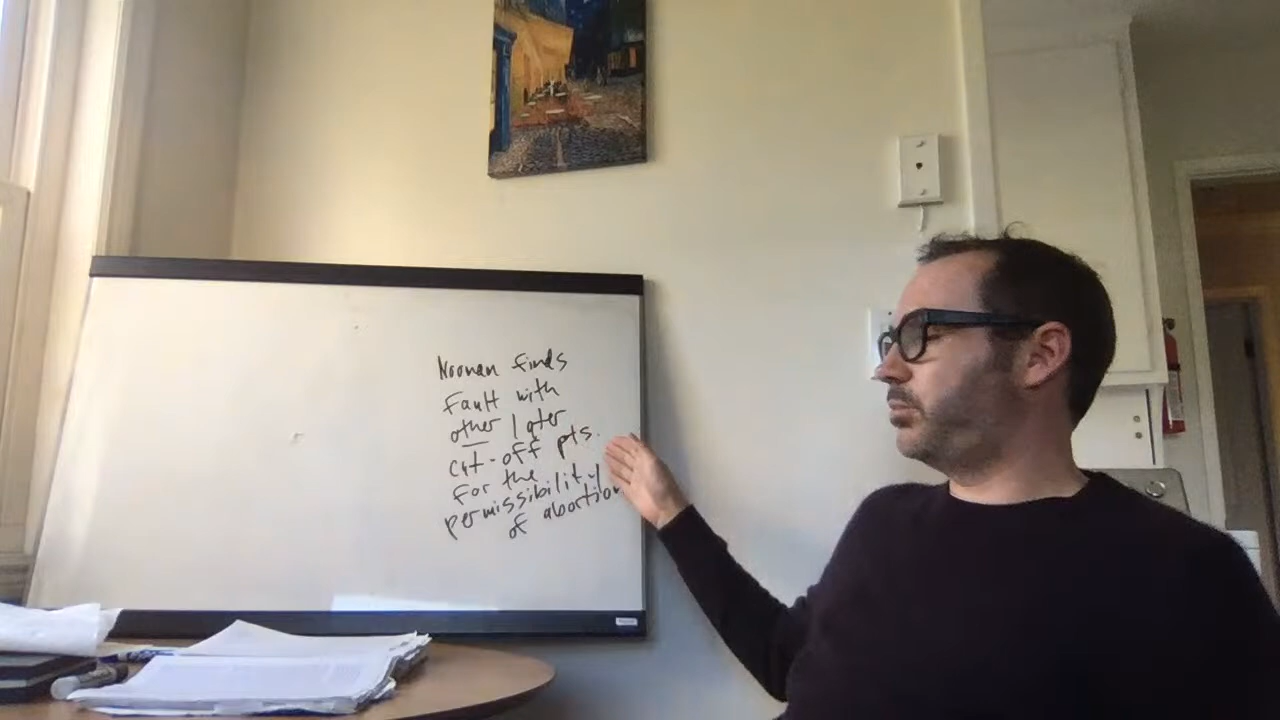 Noonan finds
fault with
other later
cut-off pts.
for the
permissibility
of abortion